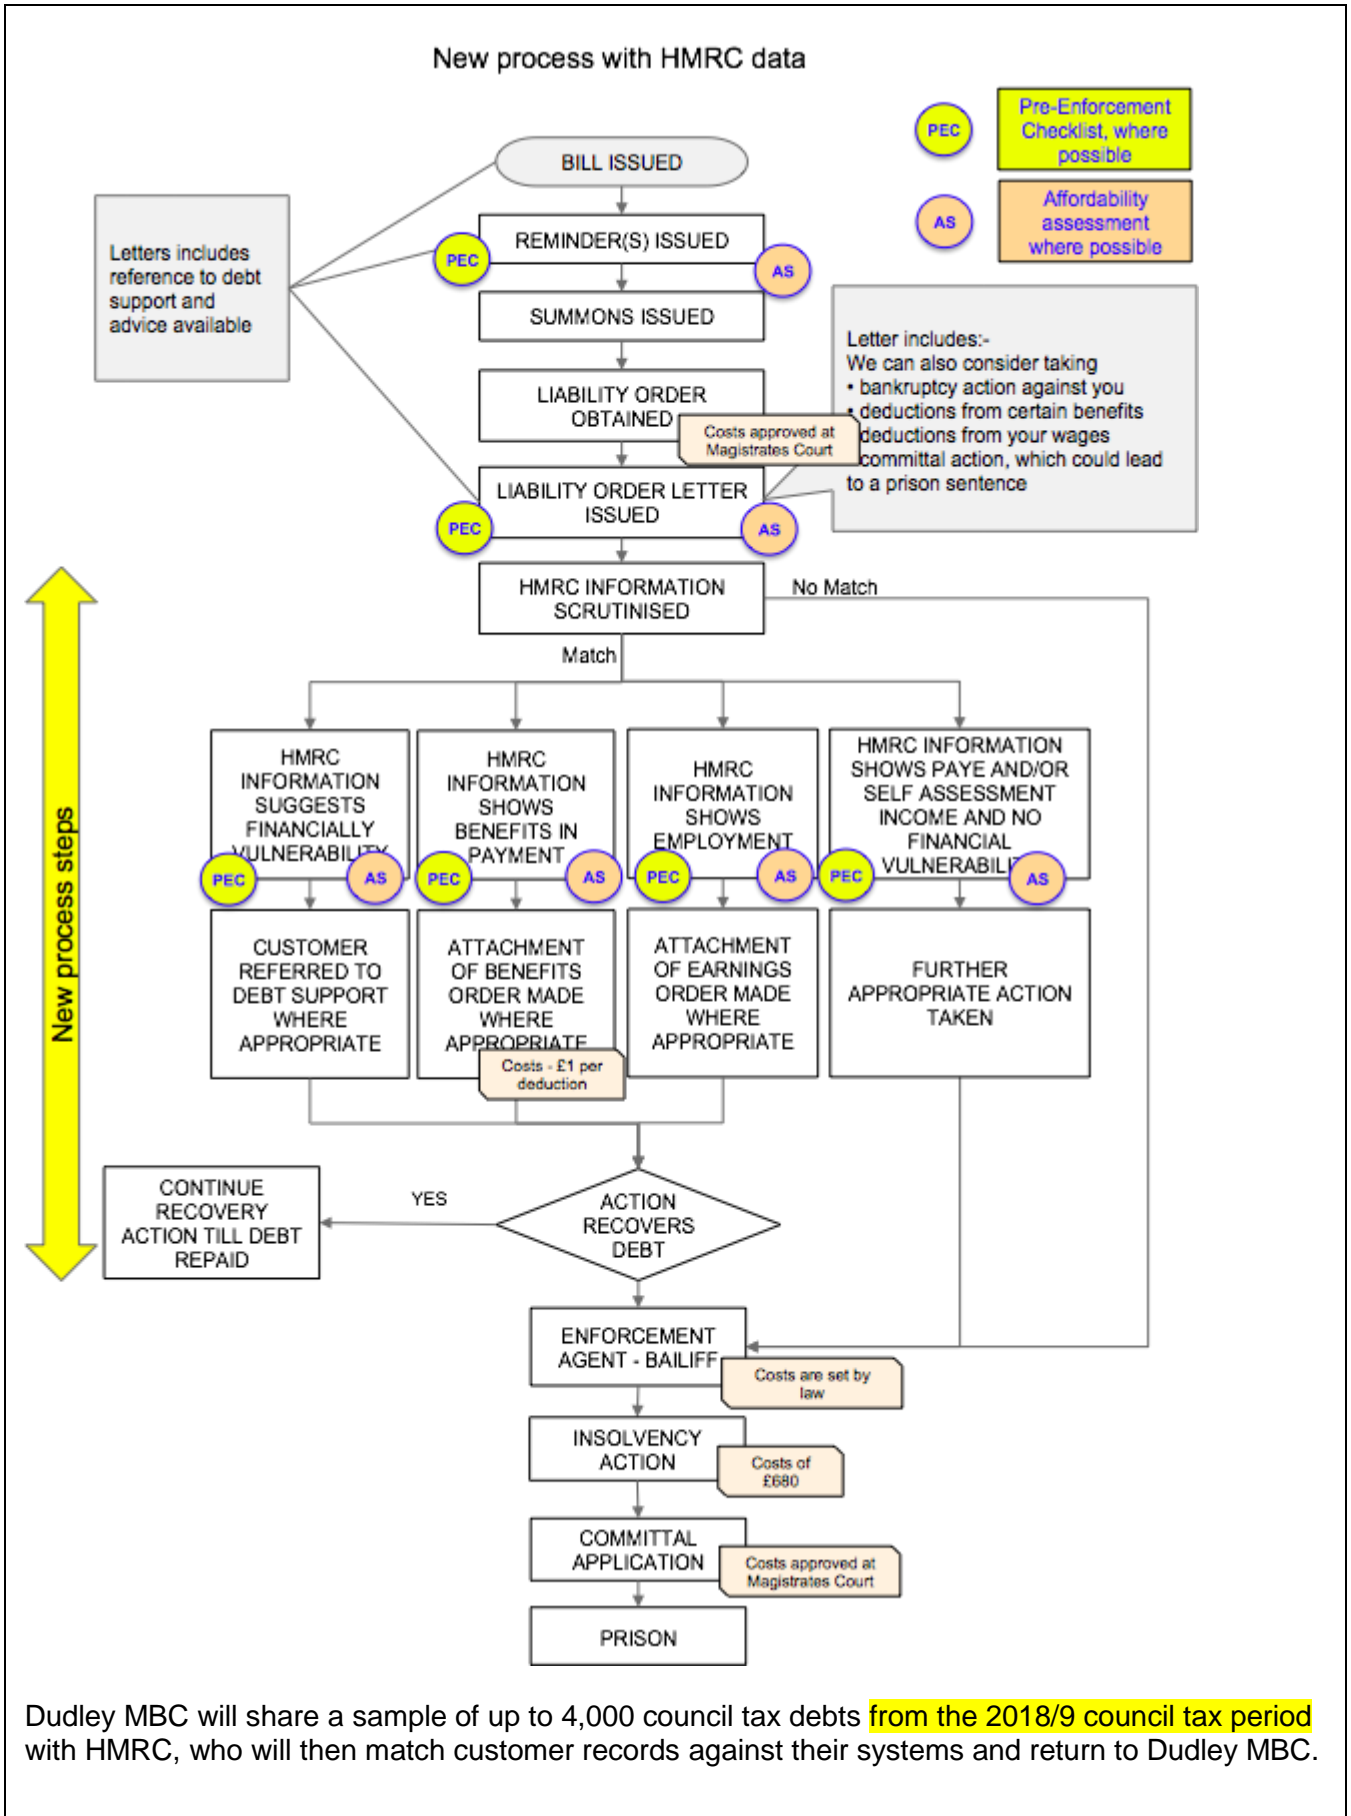 New process with HMRC data
PEC
Pre-Enforcement
Checklist, where
possible
AS
Affordability
assessment
where possible
BILL ISSUED
Letters includes
reference to debt
support and
advice available
REMINDER(S) ISSUED
PEC
AS
SUMMONS ISSUED
LIABILITY ORDER
OBTAINED
Costs approved at
Magistrates Court
Letter includes:-
We can also consider taking
• bankruptcy action against you
• deductions from certain benefits
deductions from your wages
committal action, which could lead
to a prison sentence
LIABILITY ORDER LETTER
ISSUED
PEC
AS
HMRC INFORMATION
SCRUTINISED
No Match
Match
New process steps
HMRC
INFORMATION
SUGGESTS
FINANCIALLY
VULNERABILITY
PEC
AS
HMRC
INFORMATION
SHOWS
BENEFITS IN
PAYMENT
PEC
AS
HMRC
INFORMATION
SHOWS
EMPLOYMENT
PEC
AS
HMRC INFORMATION
SHOWS PAYE AND/OR
SELF ASSESSMENT
INCOME AND NO
FINANCIAL
VULNERABILIT
PEC
AS
CUSTOMER
REFERRED TO
DEBT SUPPORT
WHERE
APPROPRIATE
ATTACHMENT
OF BENEFITS
ORDER MADE
WHERE
APPROPRIATE
Costs - £1 per
deduction
ATTACHMENT
OF EARNINGS
ORDER MADE
WHERE
APPROPRIATE
FURTHER
APPROPRIATE ACTION
TAKEN
CONTINUE
RECOVERY
ACTION TILL DEBT
REPAID
YES
ACTION
RECOVERS
DEBT
ENFORCEMENT
AGENT - BAILIFF
Costs are set by
law
INSOLVENCY
ACTION
Costs of
£680
COMMITTAL
APPLICATION
Costs approved at
Magistrates Court
PRISON
Dudley MBC will share a sample of up to 4,000 council tax debts from the 2018/9 council tax period
with HMRC, who will then match customer records against their systems and return to Dudley MBC.